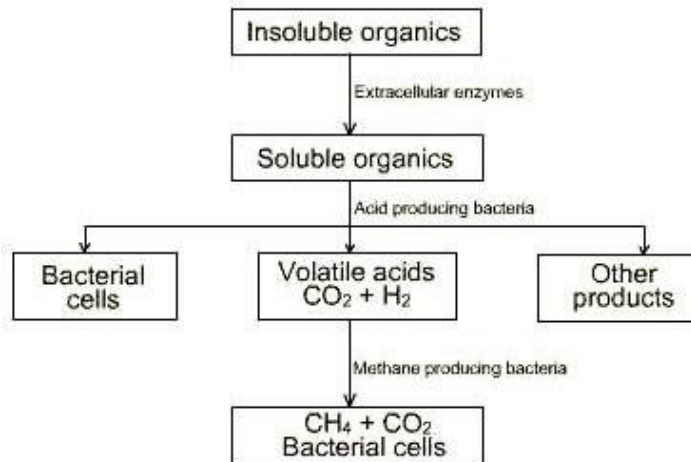 Insoluble organics
Extracellular enzymes
Soluble organics
Acid producing bacteria
Bacterial
cells
Volatile acids
CO₂ + H₂
Other
products
Methane producing bacteria
CH₄ + CO₂
Bacterial cells